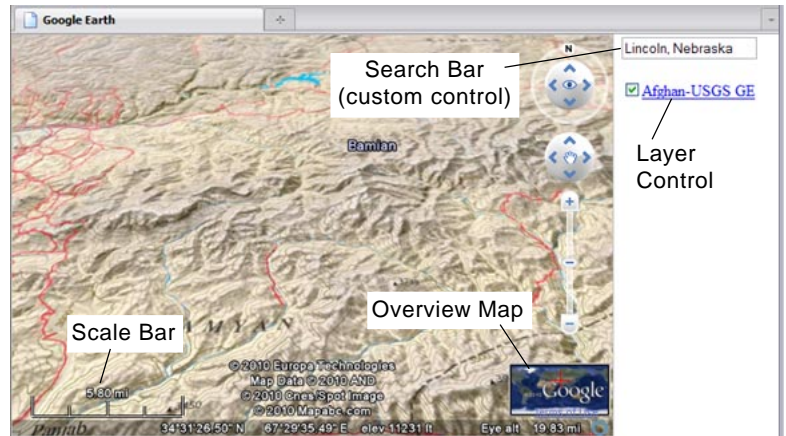 Google Earth
N
Search Bar
(custom control)
Lincoln, Nebraska
Afghan-USGS GE
Layer
Control
Bamian
Overview Map
Scale Bar
A M Y A N
© 2010 Europa Technologies
Map Data © 2010 AND
© 2010 Cnes/Spot Image
© 2010 Mapabc.com
5.80 mi
Google
Panjab
34°31'26.50" N 67°29'35.49" E elev 11231 ft Eye alt 19.83 mi